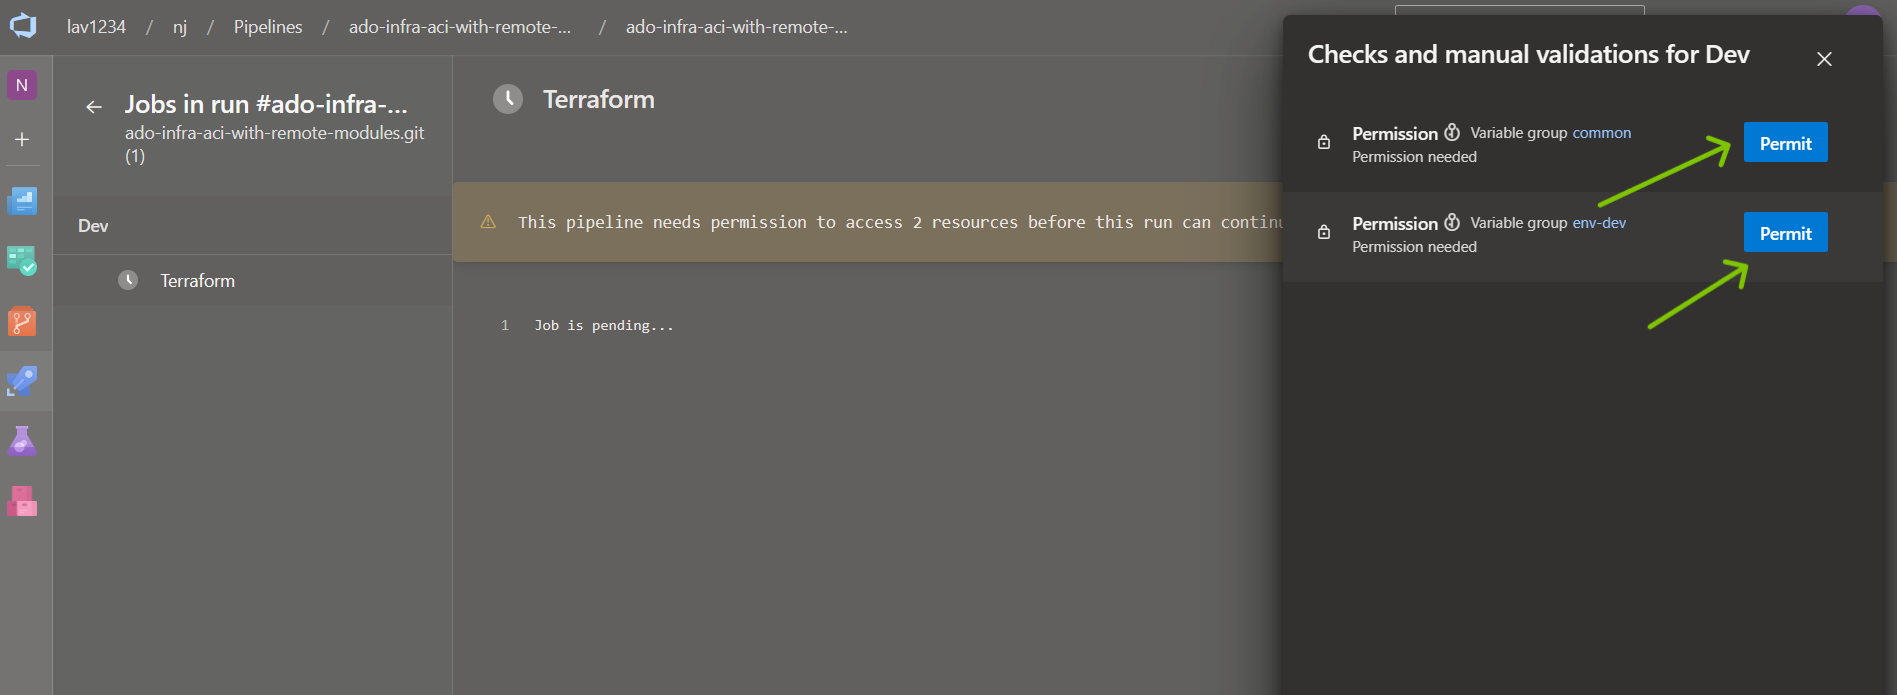 lav1234 / nj / Pipelines / ado-infra-aci-with-remote-... / ado-infra-aci-with-remote-...
N
Jobs in run #ado-infra-...
ado-infra-aci-with-remote-modules.git
(1)
Dev
Terraform
Terraform
This pipeline needs permission to access 2 resources before this run can continu
1 Job is pending...
Checks and manual validations for Dev
Permission Variable group common
Permission needed
Permit
Permission Variable group env-dev
Permission needed
Permit